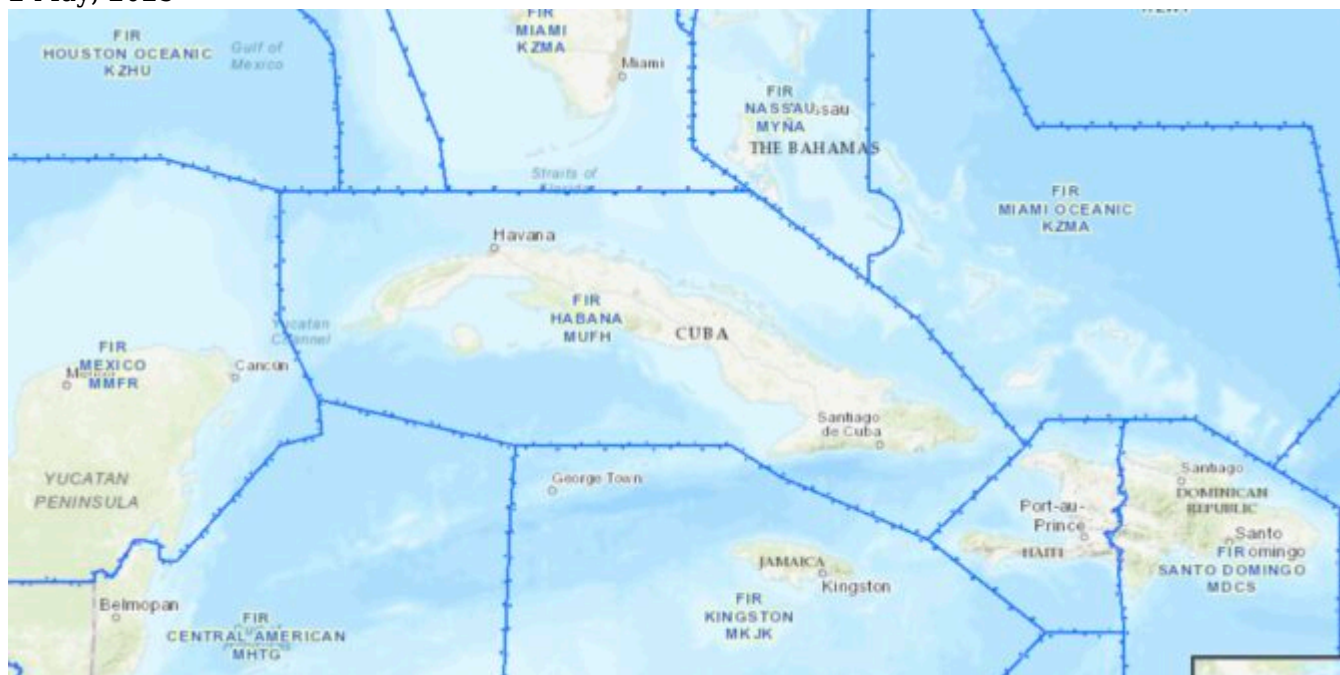 FIR
HOUSTON OCEANIC
KZHU
Gulf of
Mexico
FIR
MIAMI
KZMA
Miami
FIR
NASSAU
MYNA
THE BAHAMAS
Straits of
FIR
MIAMI OCEANIC
KZMA
Havana
FIR
HABANA
MUFH
CUBA
Yucatan
Channel
FIR
MEXICO
MMFR
Cancún
Santiago
de Cuba
YUCATAN
PENINSULA
George Town
Santiago
DOMINICAN
REPUBLIC
Port-au-
Prince
HAITI
Santo
FIR omingo
SANTO DOMINGO
MDCS
JAMAICA
Kingston
FIR
KINGSTON
MKJK
Belmopan
FIR
CENTRAL AMERICAN
MHTG